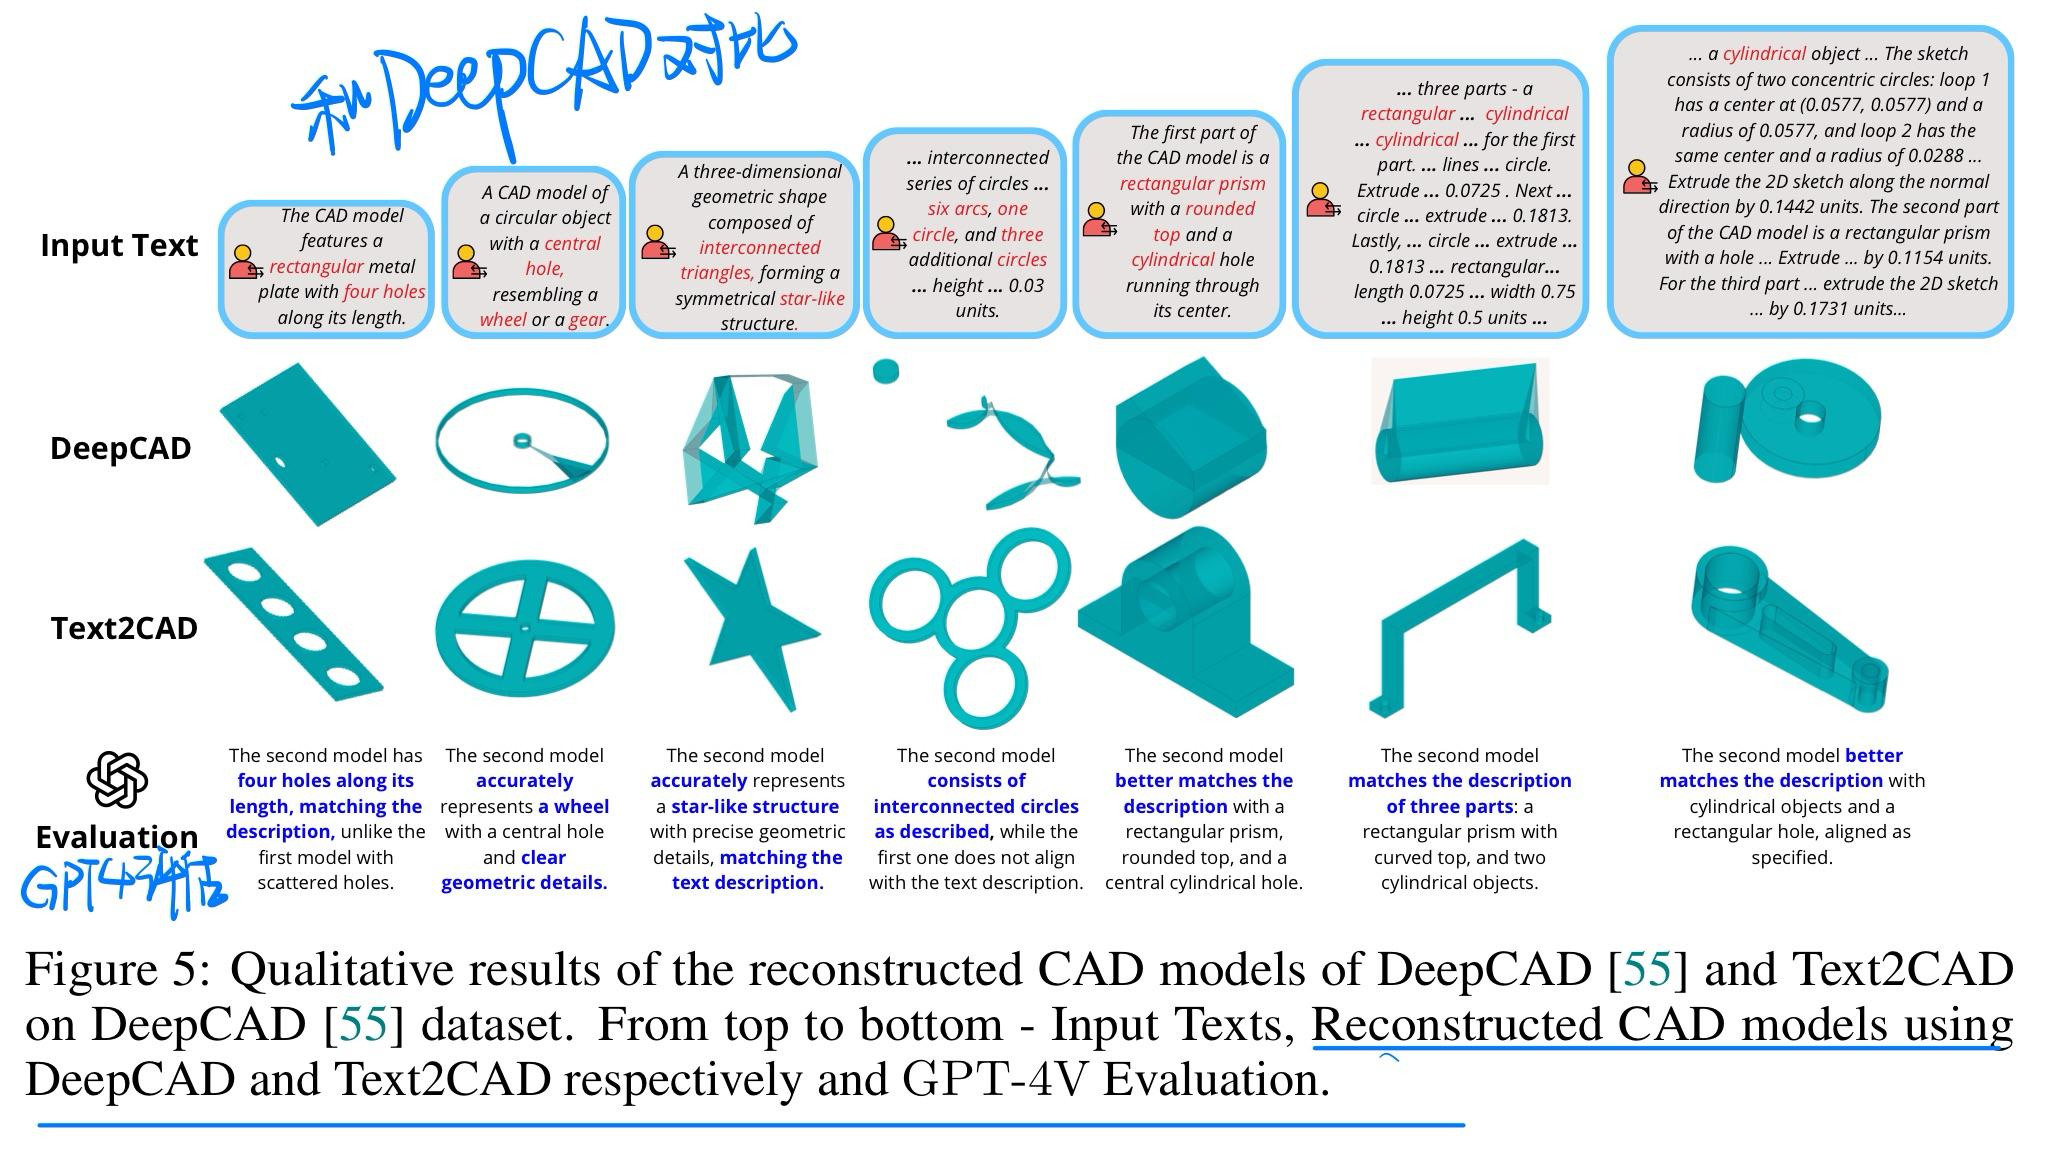 和DeepCAD对比
Input Text
The CAD model
features a
rectangular metal
plate with four holes
along its length.
A CAD model of
a circular object
with a central
hole,
resembling a
wheel or a gear.
A three-dimensional
geometric shape
composed of
interconnected
triangles, forming a
symmetrical star-like
structure.
... interconnected
series of circles ...
six arcs, one
circle, and three
additional circles
... height ... 0.03
units.
The first part of
the CAD model is a
rectangular prism
with a rounded
top and a
cylindrical hole
running through
its center.
... three parts - a
rectangular ... cylindrical
... cylindrical ... for the first
part. ... lines ... circle.
Extrude ... 0.0725 . Next ...
circle ... extrude ... 0.1813.
Lastly, ... circle ... extrude ...
0.1813 ... rectangular...
length 0.0725 ... width 0.75
... height 0.5 units ...
... a cylindrical object ... The sketch
consists of two concentric circles: loop 1
has a center at (0.0577, 0.0577) and a
radius of 0.0577, and loop 2 has the
same center and a radius of 0.0288 ...
Extrude the 2D sketch along the normal
direction by 0.1442 units. The second part
of the CAD model is a rectangular prism
with a hole ... Extrude ... by 0.1154 units.
For the third part ... extrude the 2D sketch
... by 0.1731 units...
DeepCAD
Text2CAD
Evaluation
GPT4评估
The second model has
four holes along its
length, matching the
description, unlike the
first model with
scattered holes.
The second model
accurately
represents a wheel
with a central hole
and clear
geometric details.
The second model
accurately represents
a star-like structure
with precise geometric
details, matching the
text description.
The second model
consists of
interconnected circles
as described, while the
first one does not align
with the text description.
The second model
better matches the
description with a
rectangular prism,
rounded top, and a
central cylindrical hole.
The second model
matches the description
of three parts: a
rectangular prism with
curved top, and two
cylindrical objects.
The second model better
matches the description with
cylindrical objects and a
rectangular hole, aligned as
specified.
Figure 5: Qualitative results of the reconstructed CAD models of DeepCAD [55] and Text2CAD
on DeepCAD [55] dataset. From top to bottom - Input Texts, Reconstructed CAD models using
DeepCAD and Text2CAD respectively and GPT-4V Evaluation.